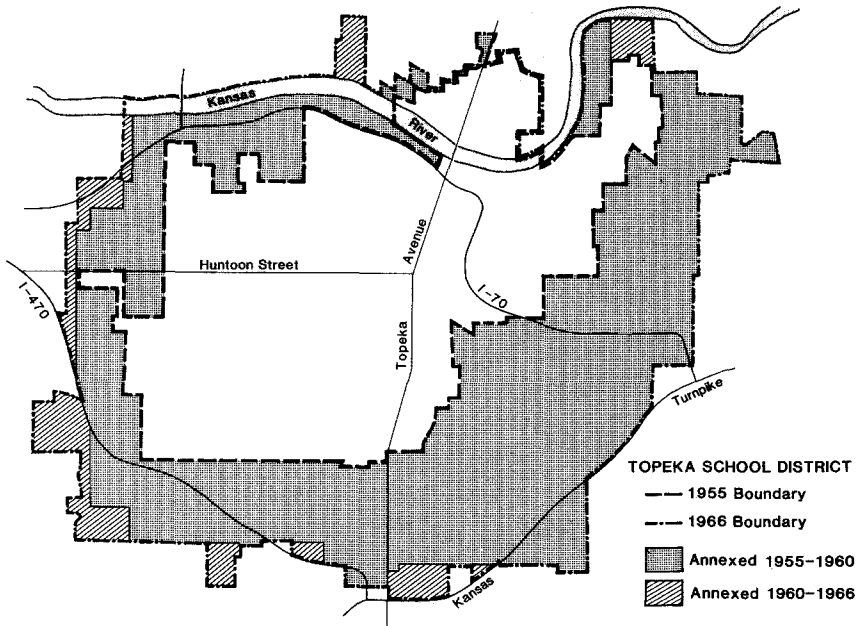 Kansas
River
Avenue
Huntoon Street
I-470
I-70
Topeka
Turnpike
Kansas
TOPEKA SCHOOL DISTRICT
1955 Boundary
1966 Boundary
Annexed 1955-1960
Annexed 1960-1966